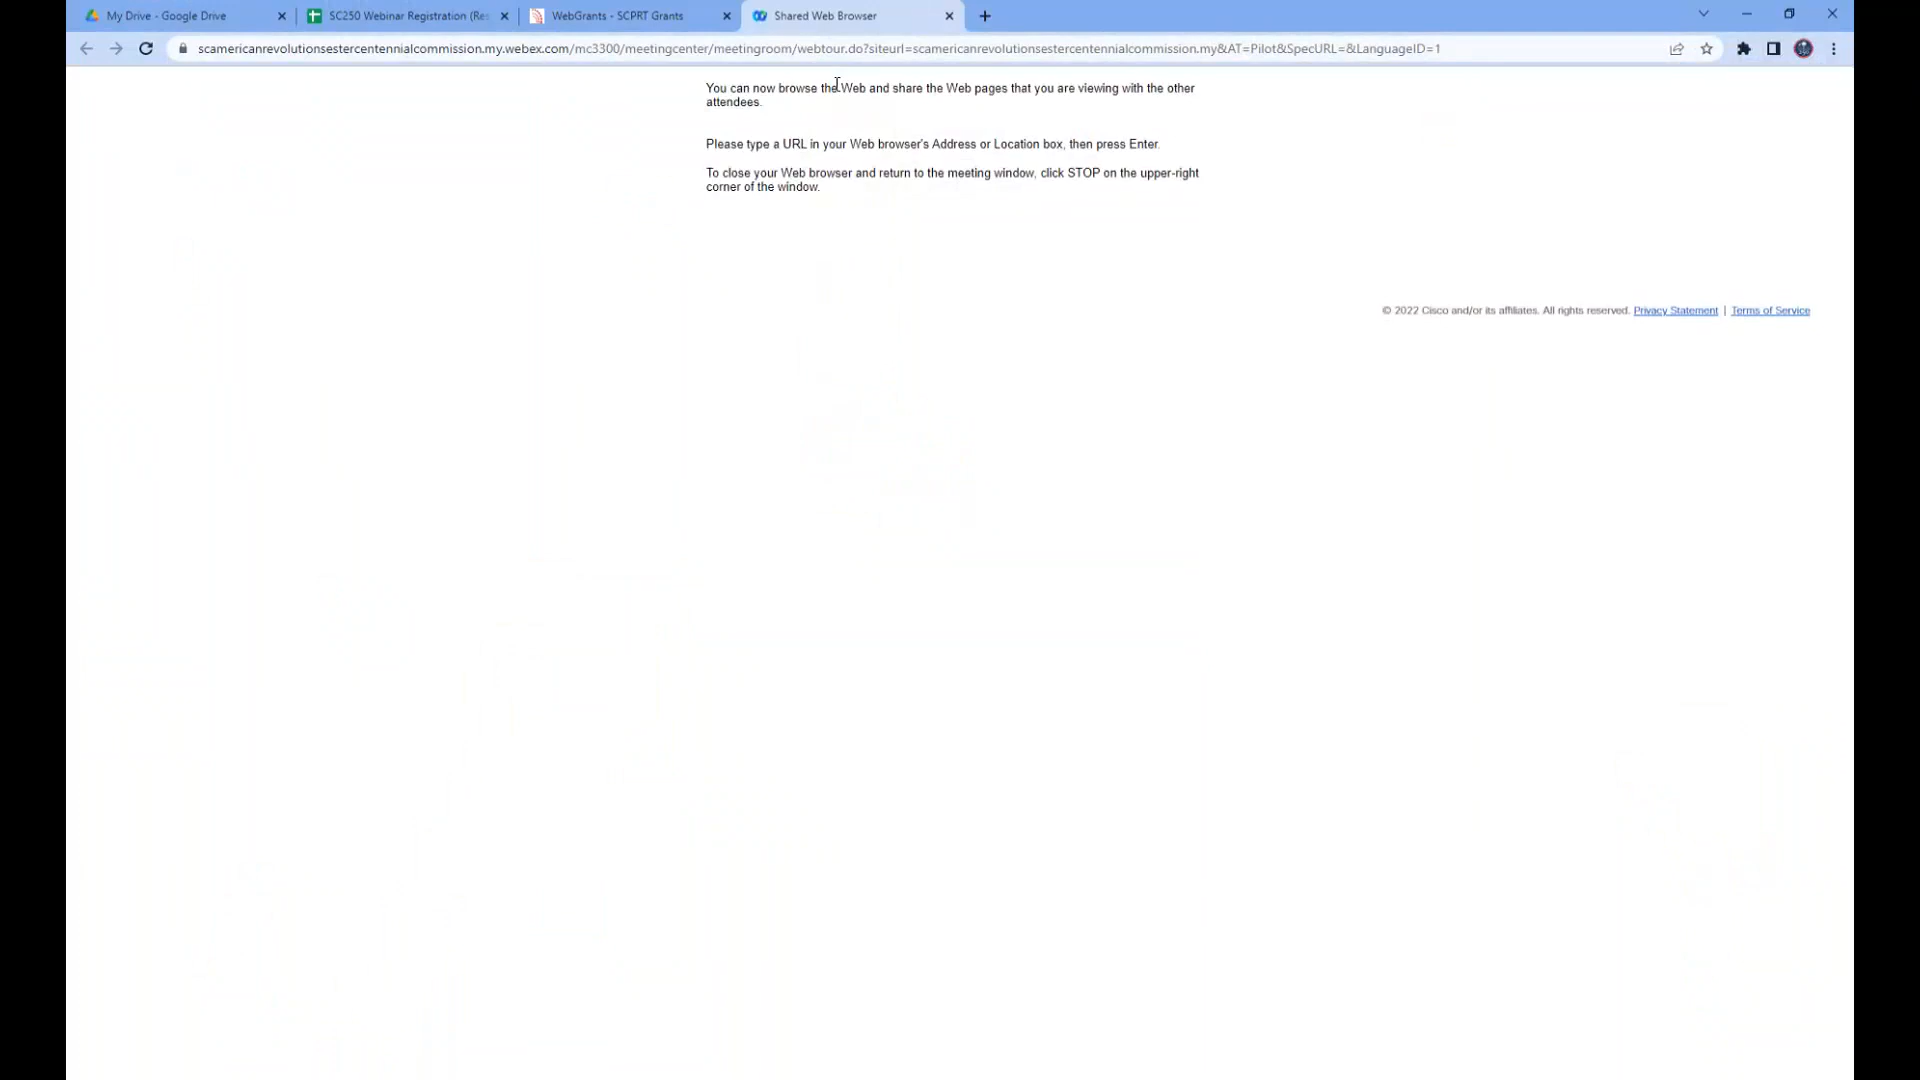 My Drive - Google Drive
SC250 Webinar Registration (Res
WebGrants - SCPRT Grants
Shared Web Browser
scamericanrevolutionsestercentennialcommission.my.webex.com/mc3300/meetingcenter/meetingroom/webtour.do?siteurl=scamericanrevolutionsestercentennialcommission.my&AT=Pilot&SpecURL=&LanguageID=1
You can now browse the Web and share the Web pages that you are viewing with the other
attendees.
Please type a URL in your Web browser's Address or Location box, then press Enter.
To close your Web browser and return to the meeting window, click STOP on the upper-right
corner of the window.
© 2022 Cisco and/or its affiliates. All rights reserved. Privacy Statement | Terms of Service